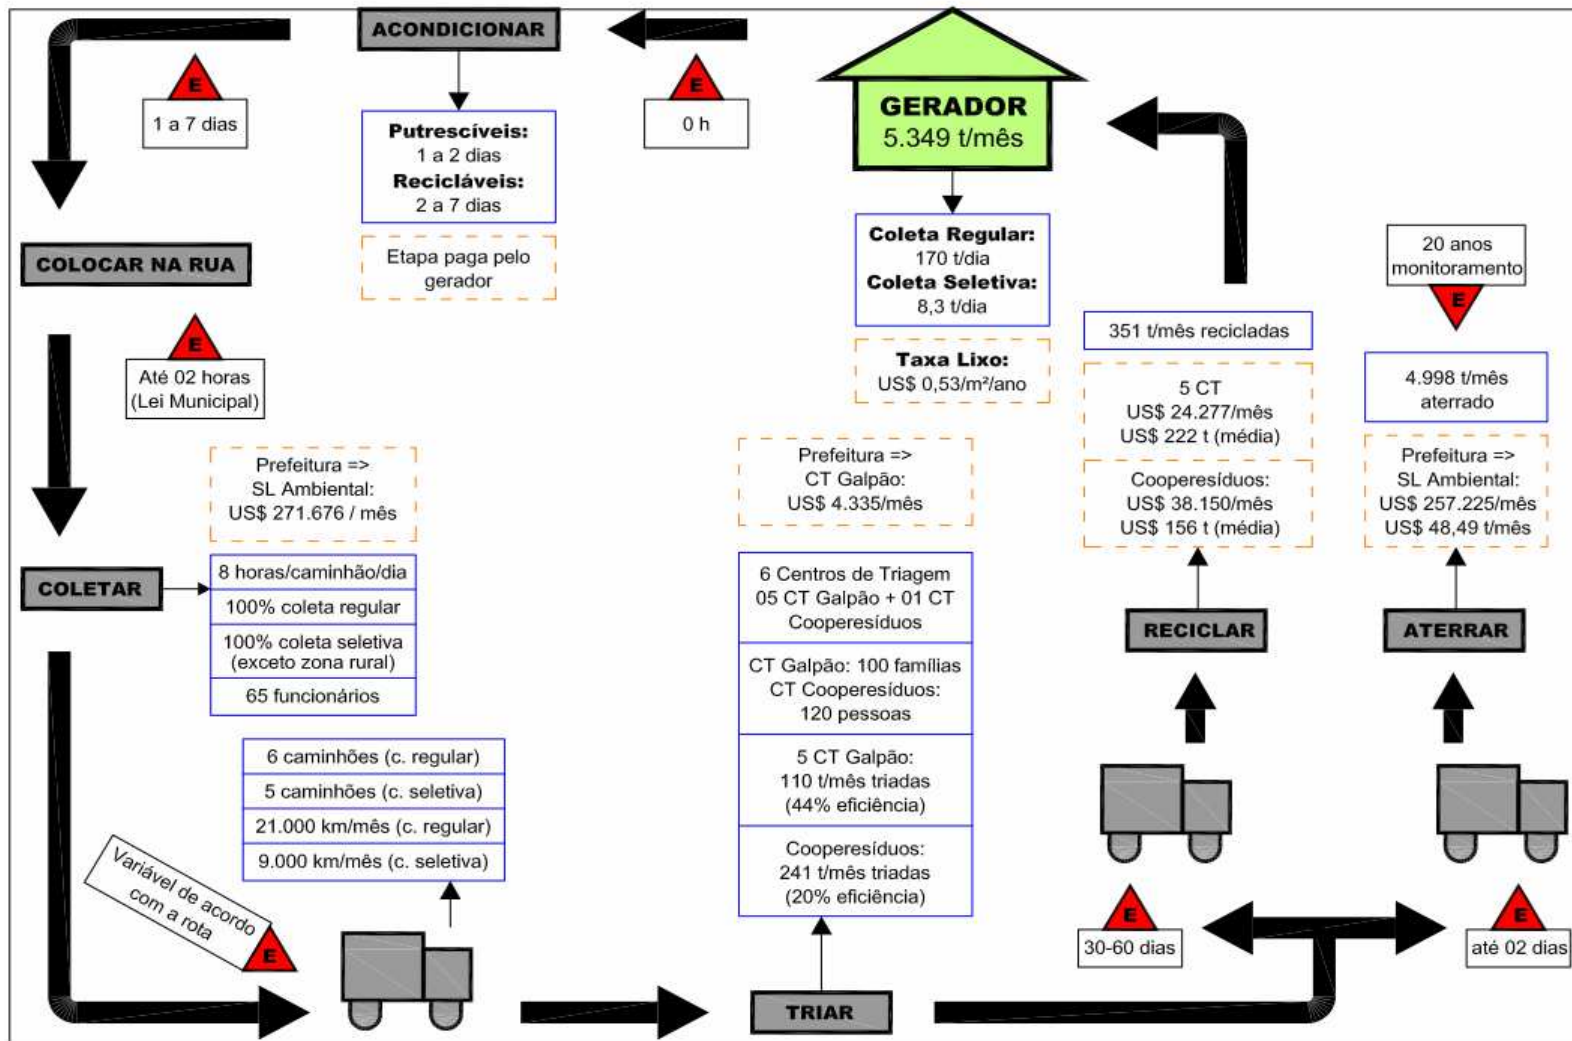 ACONDICIONAR
E
1 a 7 dias
Putrescíveis:
1 a 2 dias
Recicláveis:
2 a 7 dias
Etapa paga pelo
gerador
E
0 h
GERADOR
5.349 t/mês
Coleta Regular:
170 t/dia
Coleta Seletiva:
8,3 t/dia
Taxa Lixo:
US$ 0,53/m²/ano
COLOCAR NA RUA
E
Até 02 horas
(Lei Municipal)
Prefeitura =>
SL Ambiental:
US$ 271.676 / mês
COLETAR
8 horas/caminhão/dia
100% coleta regular
100% coleta seletiva
(exceto zona rural)
65 funcionários
6 caminhões (c. regular)
5 caminhões (c. seletiva)
21.000 km/mês (c. regular)
9.000 km/mês (c. seletiva)
Variável de acordo
com a rota
E
Prefeitura =>
CT Galpão:
US$ 4.335/mês
6 Centros de Triagem
05 CT Galpão + 01 CT
Cooperesíduos
CT Galpão: 100 famílias
CT Cooperesíduos:
120 pessoas
5 CT Galpão:
110 t/mês triadas
(44% eficiência)
Cooperesíduos:
241 t/mês triadas
(20% eficiência)
TRIAR
351 t/mês recicladas
5 CT
US$ 24.277/mês
US$ 222 t (média)
Cooperesíduos:
US$ 38.150/mês
US$ 156 t (média)
RECICLAR
E
30-60 dias
20 anos
monitoramento
E
4.998 t/mês
aterrado
Prefeitura =>
SL Ambiental:
US$ 257.225/mês
US$ 48,49 t/mês
ATERRAR
E
até 02 dias